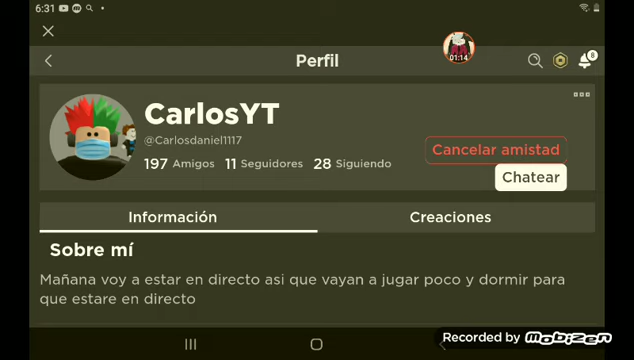 6:31
01:14
Perfil
8
CarlosYT
@Carlosdaniel1117
197 Amigos 11 Seguidores 28 Siguiendo
Cancelar amistad
Chatear
Información
Creaciones
Sobre mí
Mañana voy a estar en directo asi que vayan a jugar poco y dormir para
que estare en directo
Recorded by Mobizen